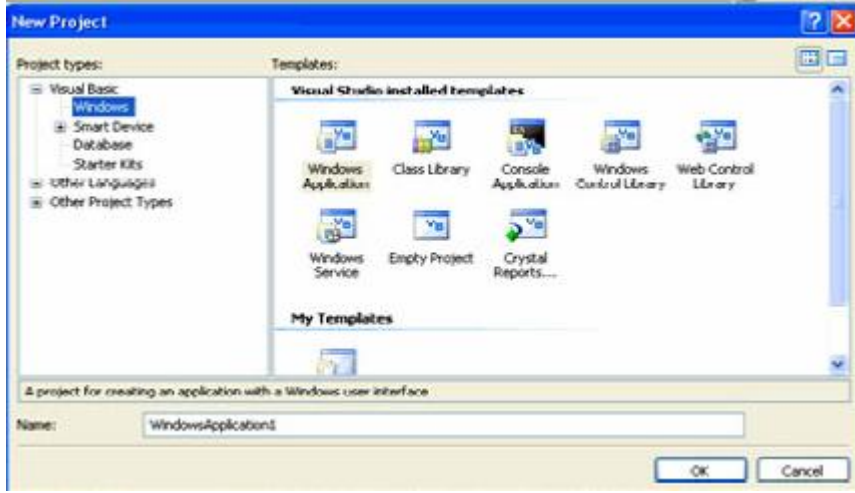 New Project
Project types:
Templates:
Visual Basic
Windows
Smart Device
Database
Starter Kits
Other Languages
Other Project Types
Visual Studio installed templates
Windows Application
Class Library
Console Application
Windows Control Library
Web Control Library
Windows Service
Empty Project
Crystal Reports....
My Templates
A project for creating an application with a Windows user interface
Name:
WindowsApplication1
OK
Cancel